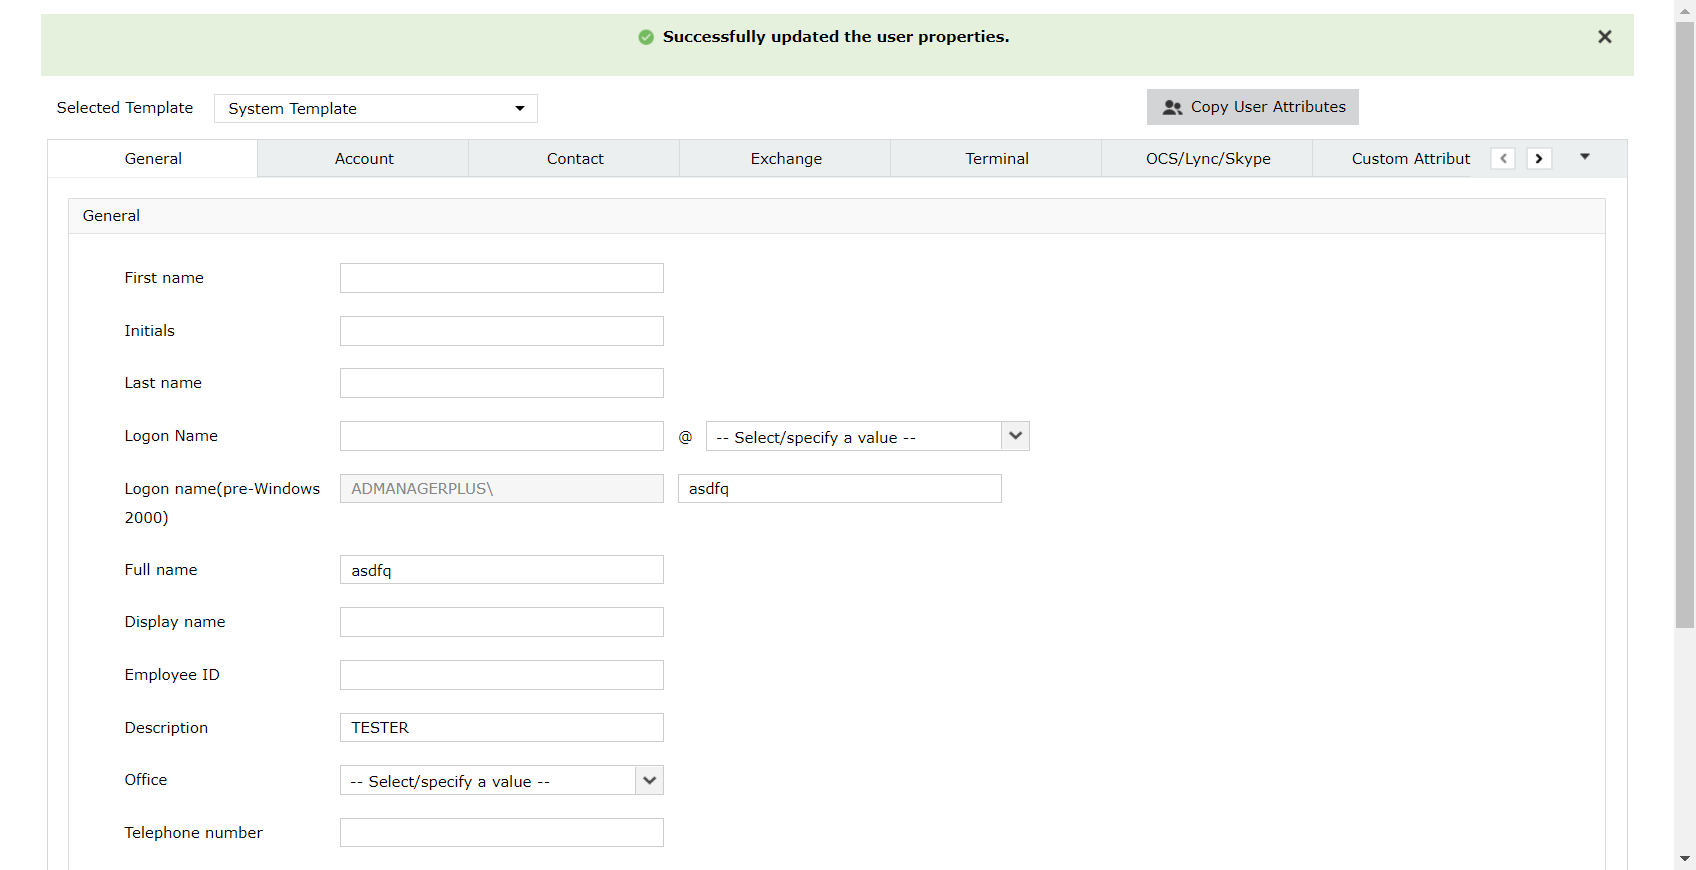 Successfully updated the user properties.
Selected Template
System Template
Copy User Attributes
General
Account
Contact
Exchange
Terminal
OCS/Lync/Skype
Custom Attribut
General
First name
Initials
Last name
Logon Name
@
-- Select/specify a value --
Logon name(pre-Windows
2000)
ADMANAGERPLUS\
asdfq
Full name
asdfq
Display name
Employee ID
Description
TESTER
Office
-- Select/specify a value --
Telephone number